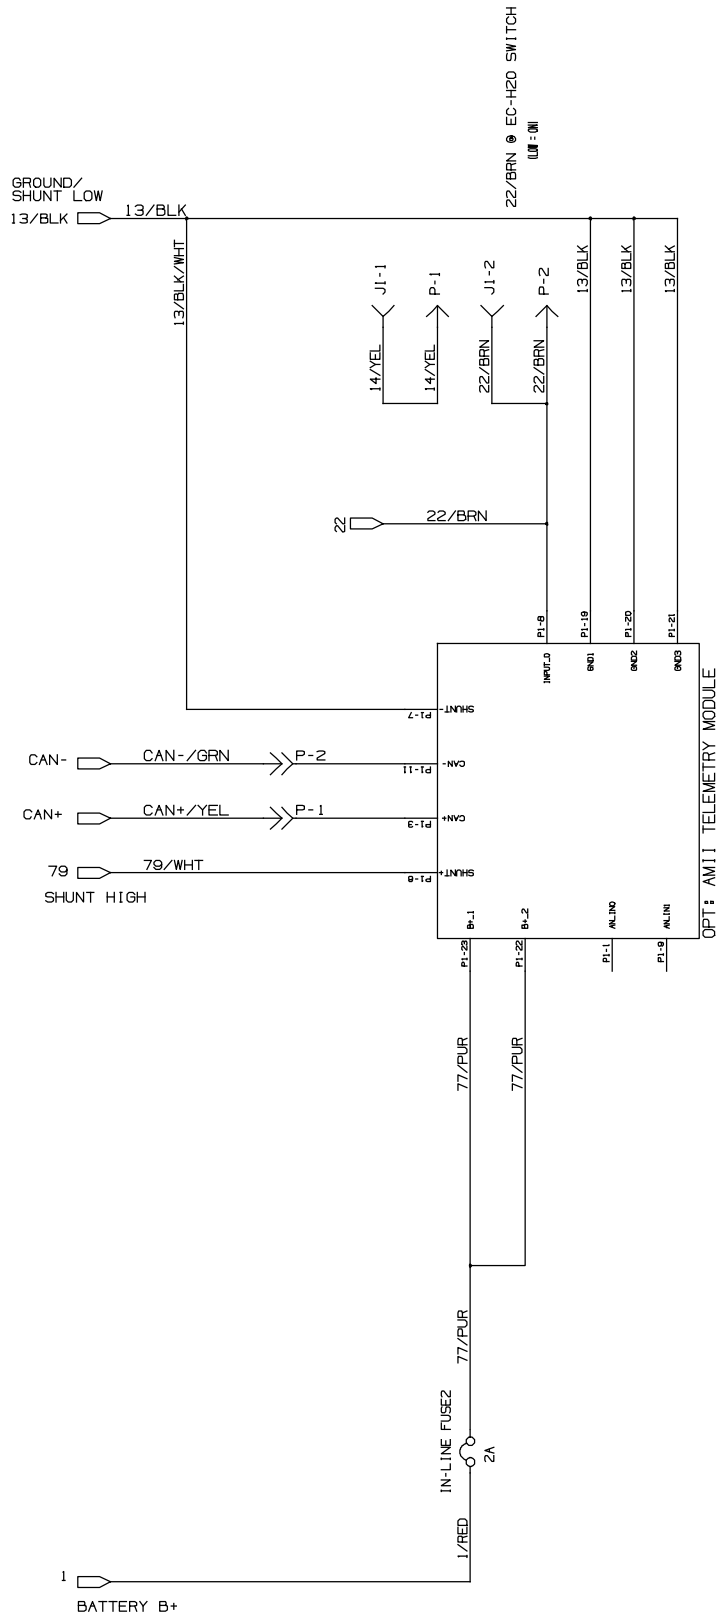 22/BRN @ EC-H2O SWITCH
(LOW = ON)
GROUND/
SHUNT LOW
13/BLK
13/BLK
13/BLK/WHT
J1-1
P-1
J1-2
P-2
13/BLK
13/BLK
13/BLK
14/YEL
14/YEL
22/BRN
22/BRN
22
22/BRN
P1-8
P1-19
P1-20
P1-21
INPUT_0
GND1
GND2
GND3
P1-7
SHUNT-
CAN-
CAN-/GRN
P-2
P1-11
CAN-
CAN+
CAN+/YEL
P-1
P1-3
CAN+
79
79/WHT
P1-6
SHUNT+
SHUNT HIGH
OPT: AMII TELEMETRY MODULE
B+_1
B+_2
AN_IN0
AN_IN1
P1-23
P1-22
P1-1
P1-9
77/PUR
77/PUR
77/PUR
IN-LINE FUSE2
2A
1/RED
1
BATTERY B+